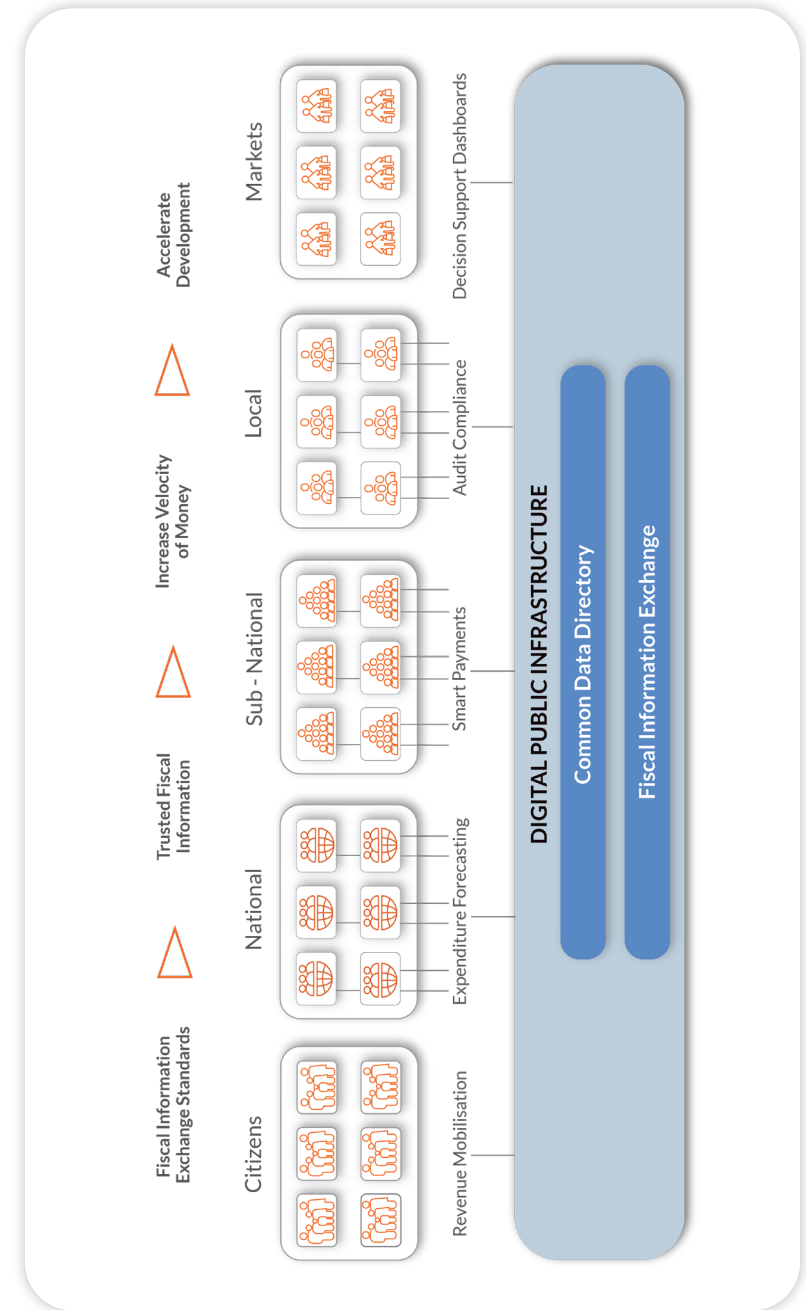 Fiscal Information
Exchange Standards
Trusted Fiscal
Information
Increase Velocity
of Money
Accelerate
Development
Citizens
National
Sub - National
Local
Markets
Revenue Mobilisation
Expenditure Forecasting
Smart Payments
Audit Compliance
Decision Support Dashboards
DIGITAL PUBLIC INFRASTRUCTURE
Common Data Directory
Fiscal Information Exchange